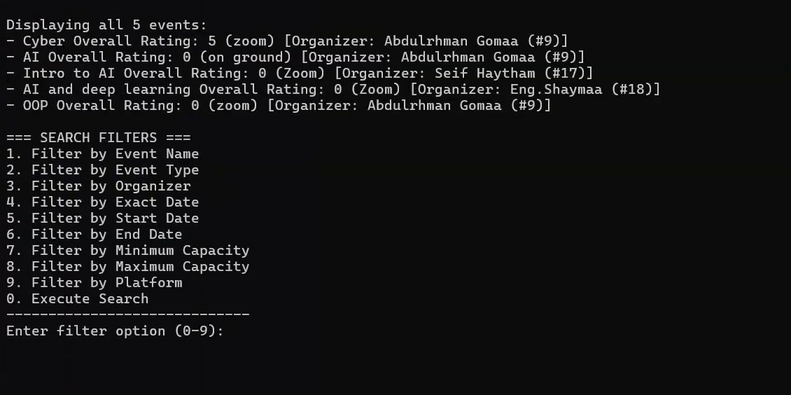 Displaying all 5 events:
- Cyber Overall Rating: 5 (zoom) [Organizer: Abdulrhman Gomaa (#9)]
- AI Overall Rating: 0 (on ground) [Organizer: Abdulrhman Gomaa (#9)]
- Intro to AI Overall Rating: 0 (Zoom) [Organizer: Seif Haytham (#17)]
- AI and deep learning Overall Rating: 0 (Zoom) [Organizer: Eng.Shaymaa (#18)]
- OOP Overall Rating: 0 (zoom) [Organizer: Abdulrhman Gomaa (#9)]
=== SEARCH FILTERS ===
1. Filter by Event Name
2. Filter by Event Type
3. Filter by Organizer
4. Filter by Exact Date
5. Filter by Start Date
6. Filter by End Date
7. Filter by Minimum Capacity
8. Filter by Maximum Capacity
9. Filter by Platform
0. Execute Search
-----------------------------
Enter filter option (0-9):